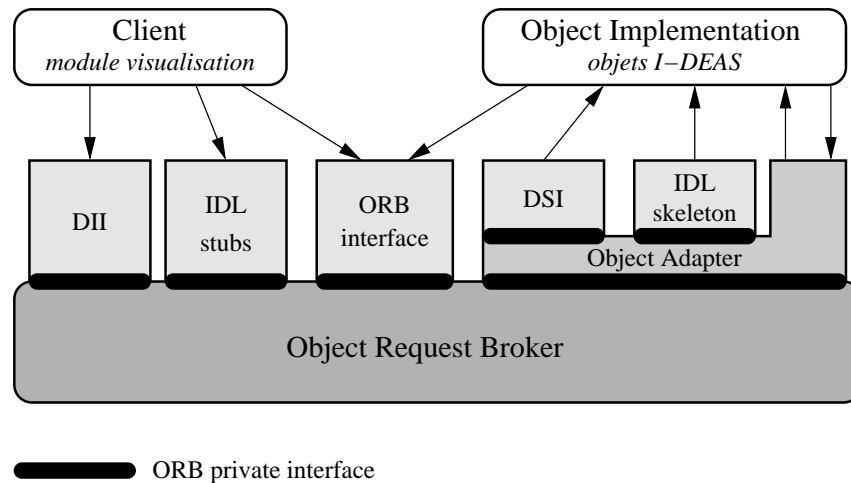 Client
module visualisation
Object Implementation
objets I−DEAS
DII
IDL
stubs
ORB
interface
DSI
IDL
skeleton
Object Adapter
Object Request Broker
ORB private interface